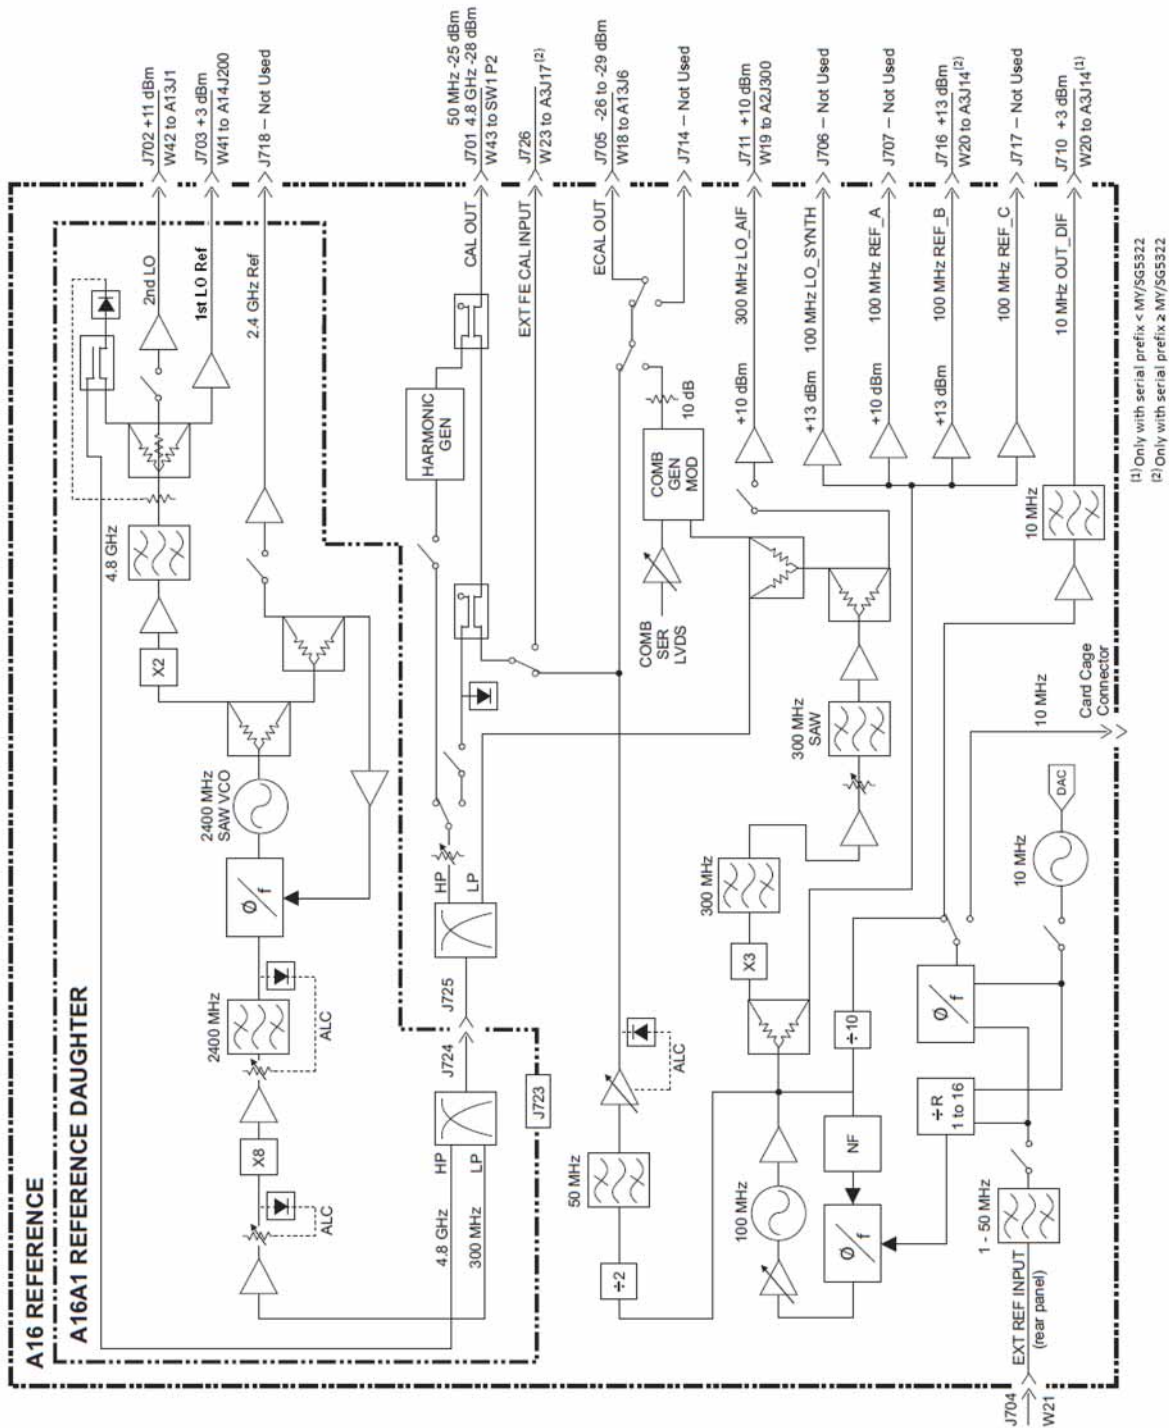 A16 REFERENCE
A16A1 REFERENCE DAUGHTER
ALC
X8
2400 MHz
ALC
Ø
f
2400 MHz
SAW VCO
X2
4.8 GHz
2nd LO
1st LO Ref
2.4 GHz Ref
J702 +11 dBm
W42 to A13J1
J703 +3 dBm
W41 to A14J200
J718 – Not Used
4.8 GHz
300 MHz
HP
LP
J723
J724
J725
HP
LP
HARMONIC
GEN
CAL OUT
50 MHz -25 dBm
J701 4.8 GHz -28 dBm
W43 to SW1 P2
EXT FE CAL INPUT
J726
W23 to A3J17(2)
÷2
50 MHz
ALC
COMB
SER
LVDS
COMB
GEN
MOD
10 dB
ECAL OUT
J705 -26 to -29 dBm
W18 to A13J6
J714 – Not Used
100 MHz
X3
300 MHz
300 MHz
SAW
+10 dBm
300 MHz LO_AIF
J711 +10 dBm
W19 to A2J300
+13 dBm
100 MHz LO_SYNTH
J706 – Not Used
+10 dBm
100 MHz REF_A
J707 – Not Used
+13 dBm
100 MHz REF_B
J716 +13 dBm
W20 to A3J14(2)
100 MHz REF_C
J717 – Not Used
Ø
f
NF
÷10
÷R
1 to 16
Ø
f
10 MHz
10 MHz OUT_DIF
J710 +3 dBm
W20 to A3J14(1)
10 MHz
DAC
10 MHz
Card Cage
Connector
1 - 50 MHz
EXT REF INPUT
(rear panel)
J704
W21
(1) Only with serial prefix < MY/SG5322
(2) Only with serial prefix ≥ MY/SG5322